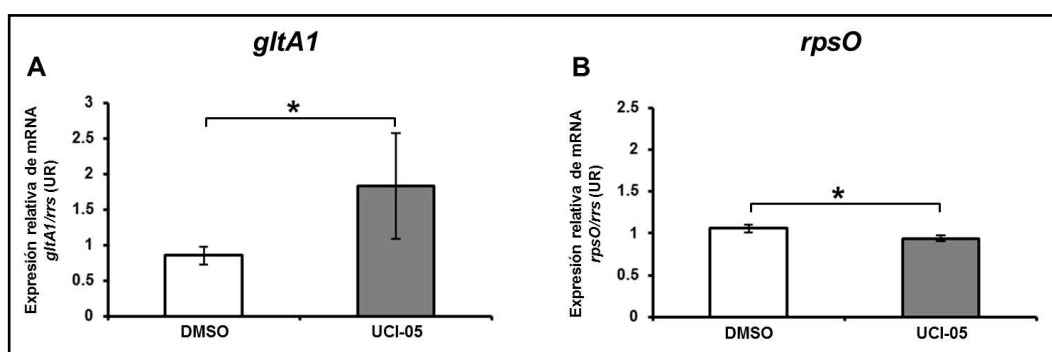 gltA1
A
*
Expresión relativa de mRNA
gltA1/rrs (UR)
3
2.5
2
1.5
1
0.5
0
DMSO
UCI-05
rpsO
B
*
Expresión relativa de mRNA
rpsO/rrs (UR)
2.5
2
1.5
1
0.5
0
DMSO
UCI-05